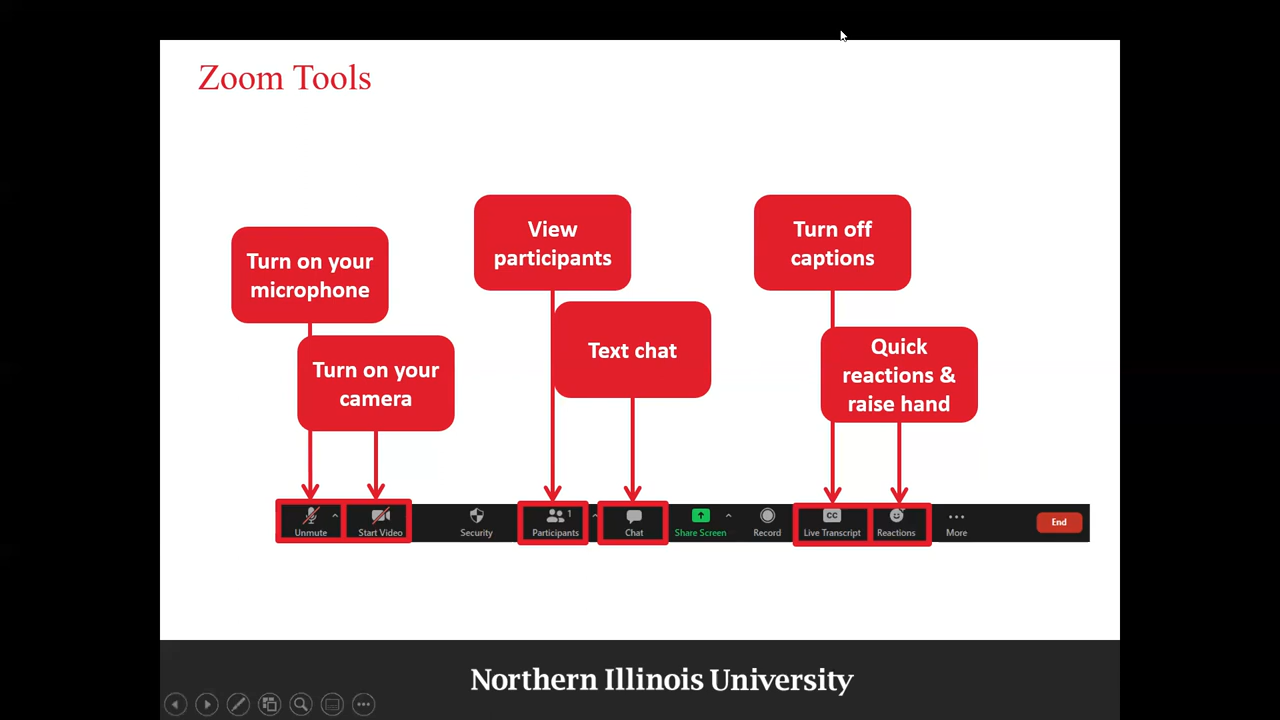 Zoom Tools
Turn on your
microphone
Turn on your
camera
View
participants
Text chat
Turn off
captions
Quick
reactions &
raise hand
Unmute
Start Video
Security
1
Participants
Chat
Share Screen
Record
CC
Live Transcript
Reactions
More
End
Northern Illinois University